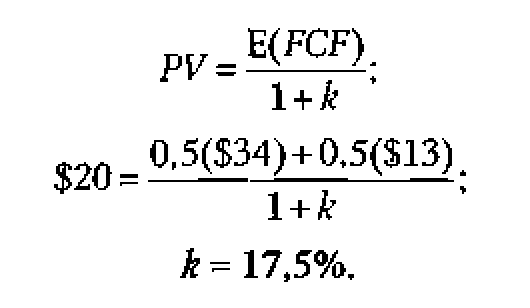 PV = E(FCF) / 1 + k;
$20 = 0,5($34) + 0,5($13) / 1 + k;
k = 17,5%.